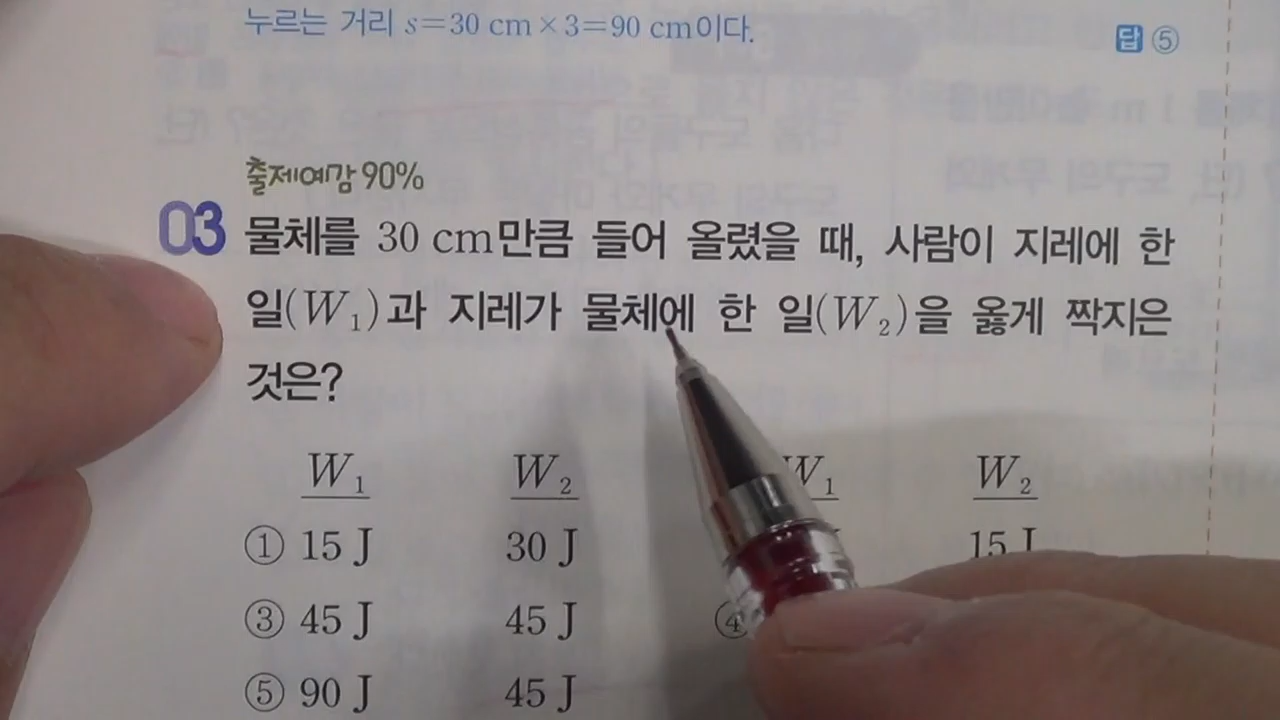 누르는 거리 s=30 cm×3=90 cm이다.
답 ⑤
출제예감 90%
03 물체를 30 cm만큼 들어 올렸을 때, 사람이 지레에 한
일(W₁)과 지레가 물체에 한 일(W₂)을 옳게 짝지은
것은?
W₁ W₂ W₁ W₂
① 15 J 30 J 15 J
③ 45 J 45 J ④
⑤ 90 J 45 J